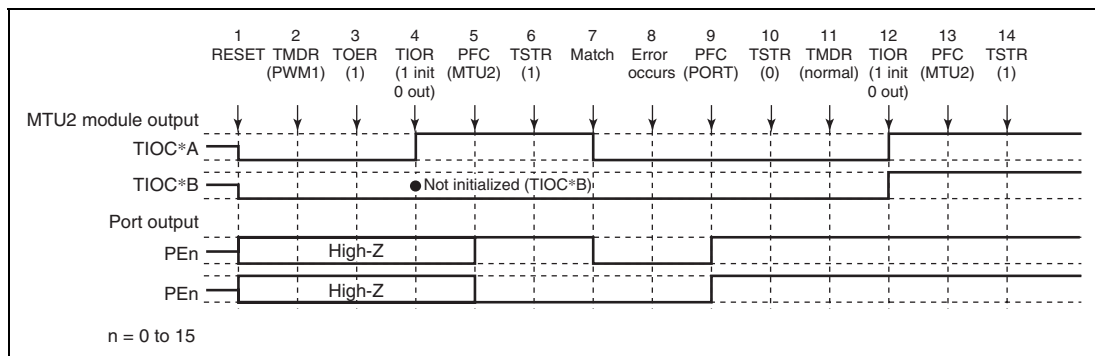 1 2 3 4 5 6 7 8 9 10 11 12 13 14
RESET TMDR TOER TIOR PFC TSTR Match Error PFC TSTR TMDR TIOR PFC TSTR
(PWM1) (1) (1 init (MTU2) (1) occurs (PORT) (0) (normal) (1 init (MTU2) (1)
0 out) 0 out)
MTU2 module output
TIOC*A
TIOC*B
Not initialized (TIOC*B)
Port output
PEn
High-Z
PEn
High-Z
n = 0 to 15